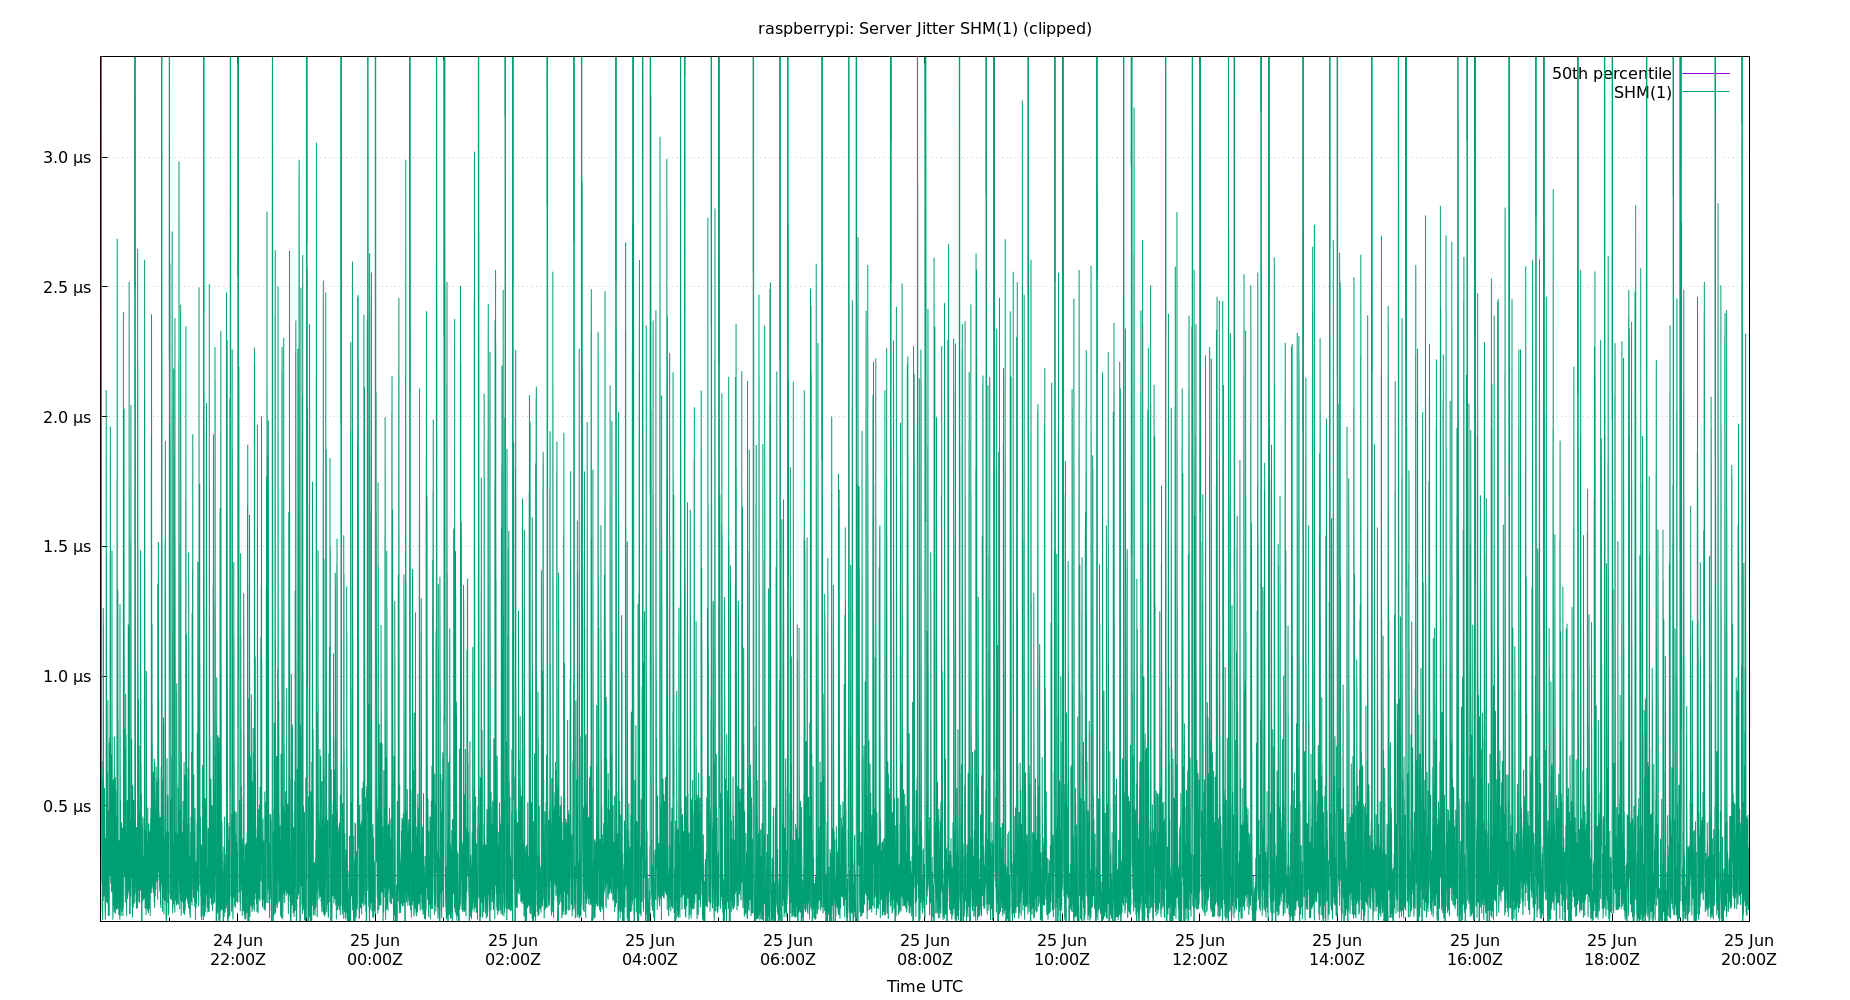 raspberrypi: Server Jitter SHM(1) (clipped)
50th percentile
SHM(1)
3.0 μs
2.5 μs
2.0 μs
1.5 μs
1.0 μs
0.5 μs
24 Jun 25 Jun 25 Jun 25 Jun 25 Jun 25 Jun 25 Jun 25 Jun 25 Jun 25 Jun 25 Jun 25 Jun
22:00Z 00:00Z 02:00Z 04:00Z 06:00Z 08:00Z 10:00Z 12:00Z 14:00Z 16:00Z 18:00Z 20:00Z
Time UTC